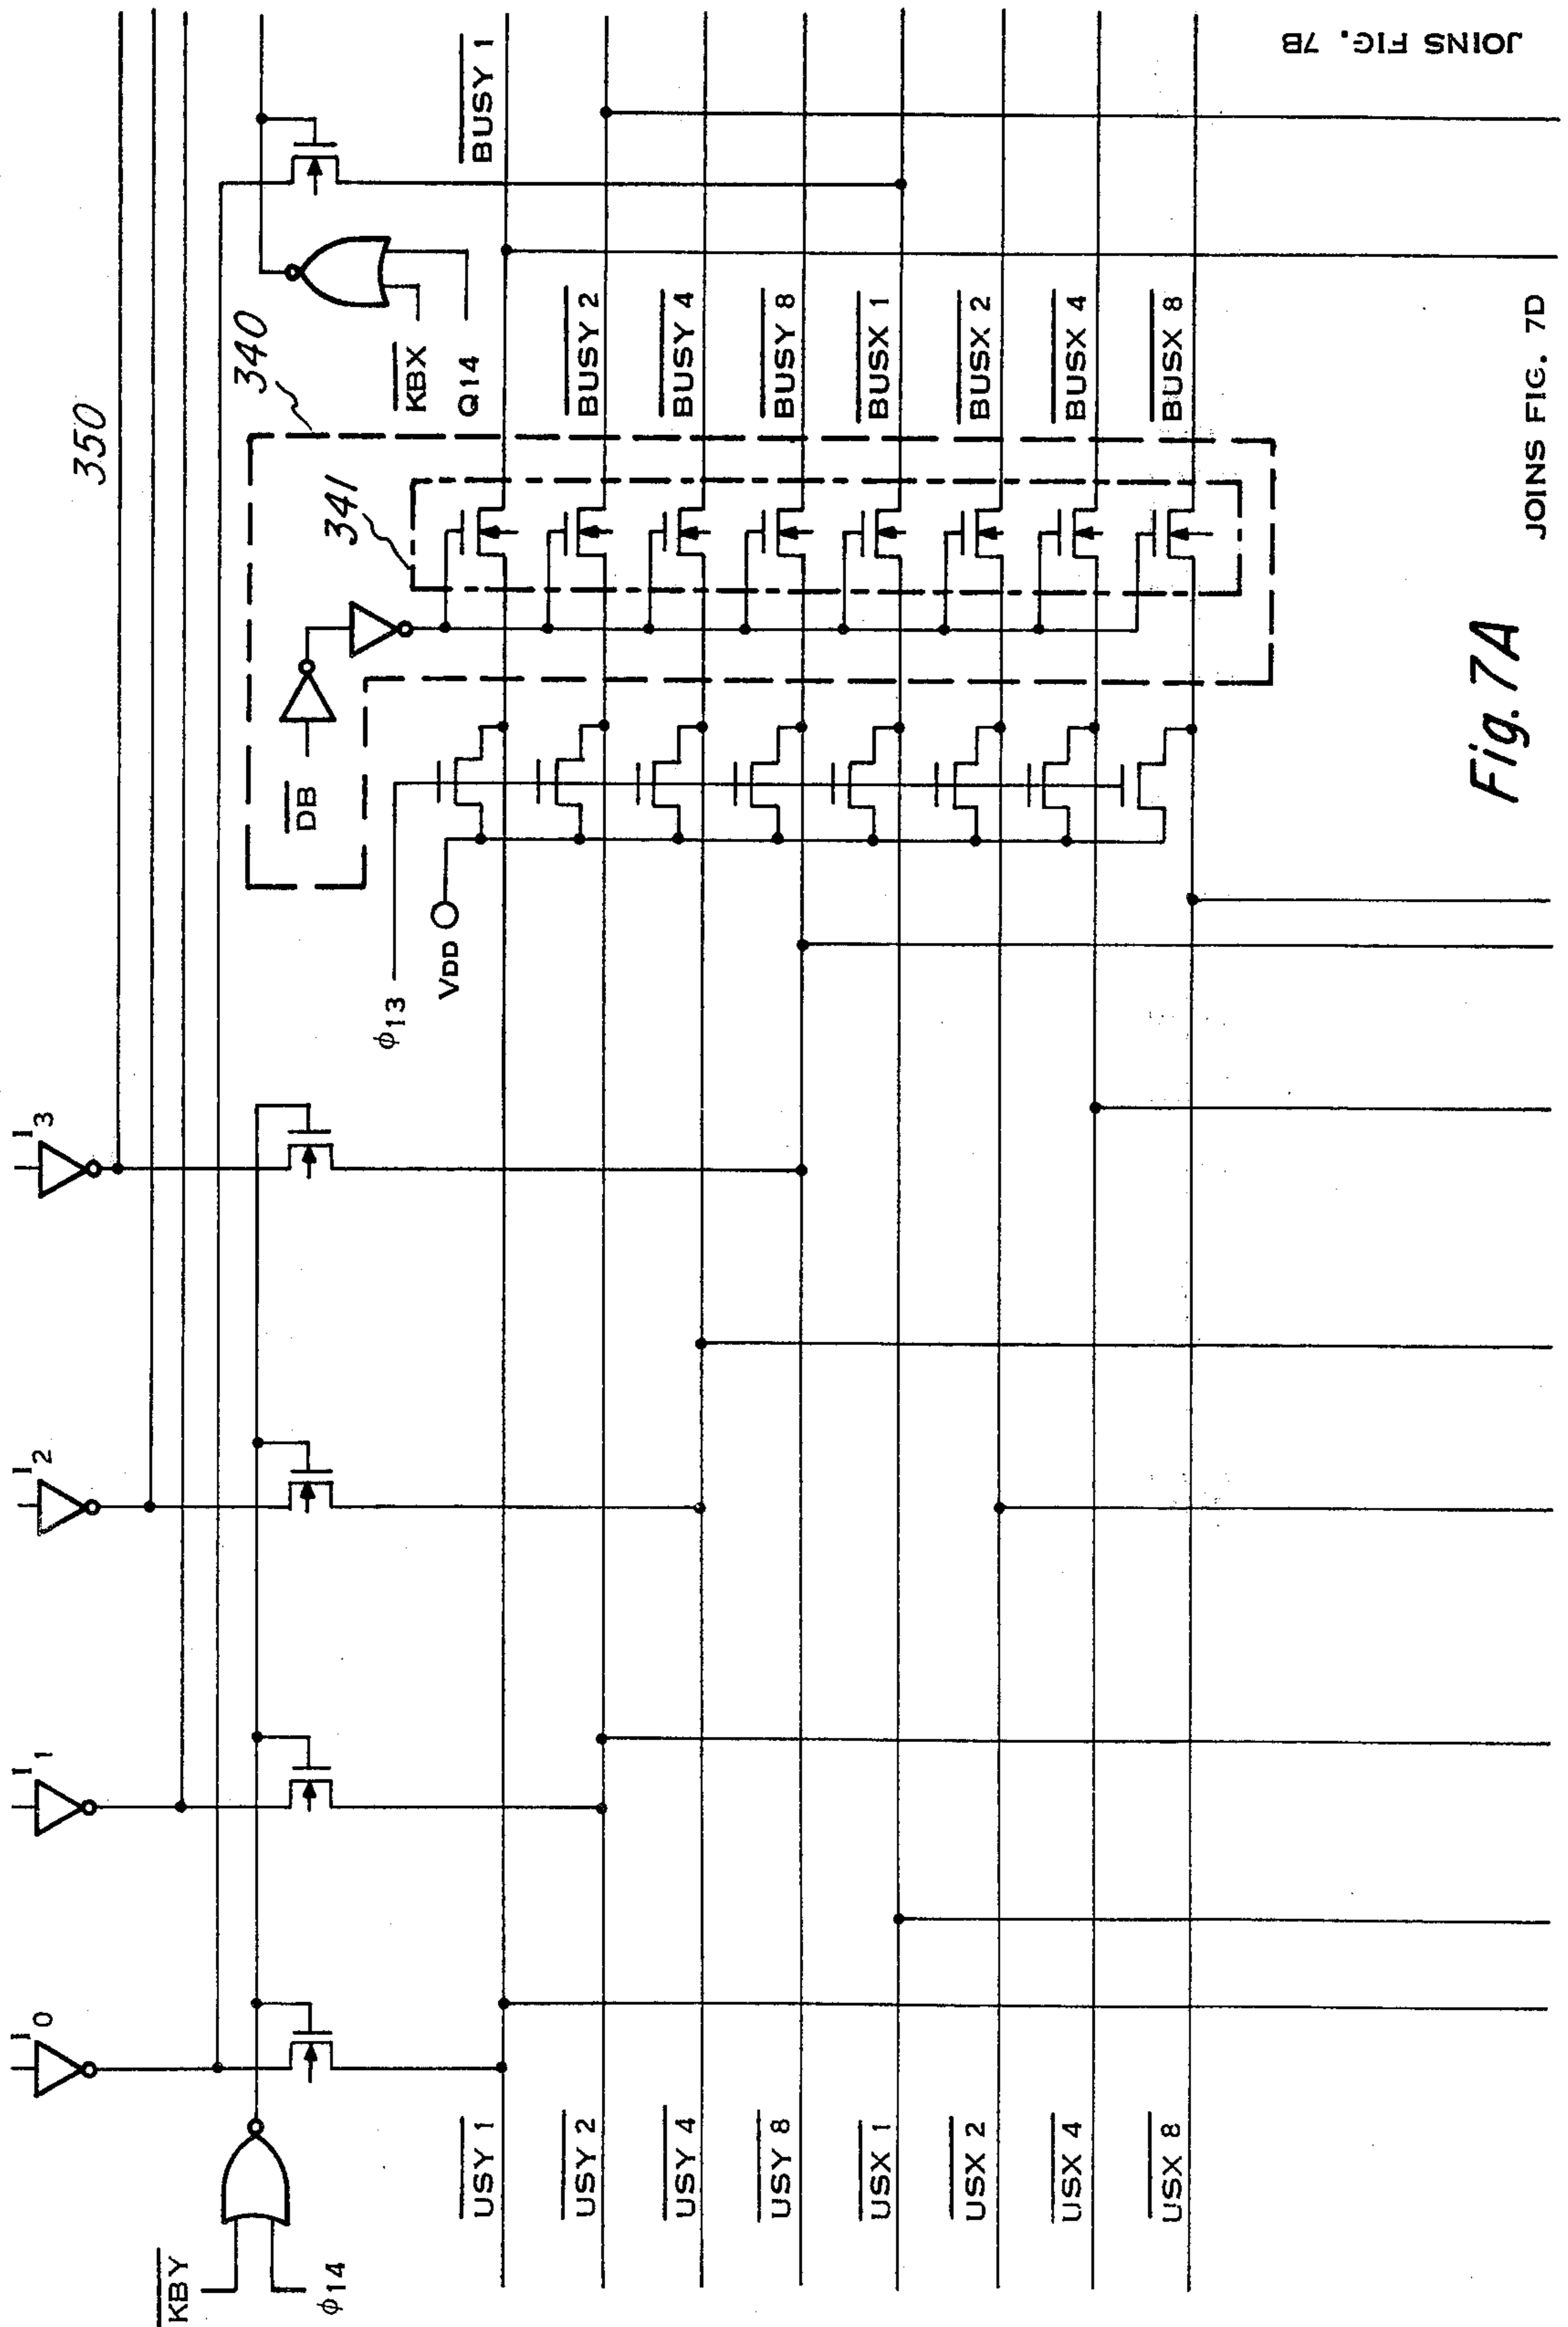 350
I0
I1
I2
I3
KBY
ϕ14
340
341
DB
KBX
Q14
ϕ13
VDD
USY 1
USY 2
USY 4
USY 8
USX 1
USX 2
USX 4
USX 8
BUSY 1
BUSY 2
BUSY 4
BUSY 8
BUSX 1
BUSX 2
BUSX 4
BUSX 8
JOINS FIG. 7B
JOINS FIG. 7D
Fig. 7A